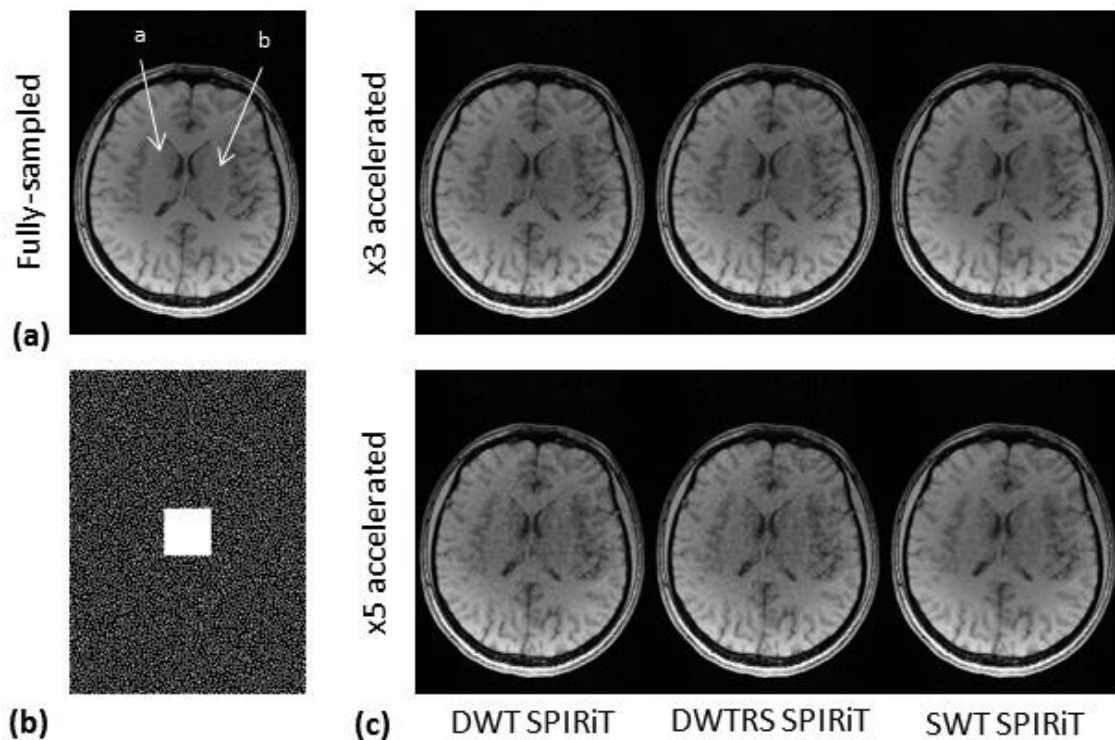 a
b
Fully-sampled
x3 accelerated
(a)
x5 accelerated
(b)
(c)
DWT SPIRiT
DWTRS SPIRiT
SWT SPIRiT